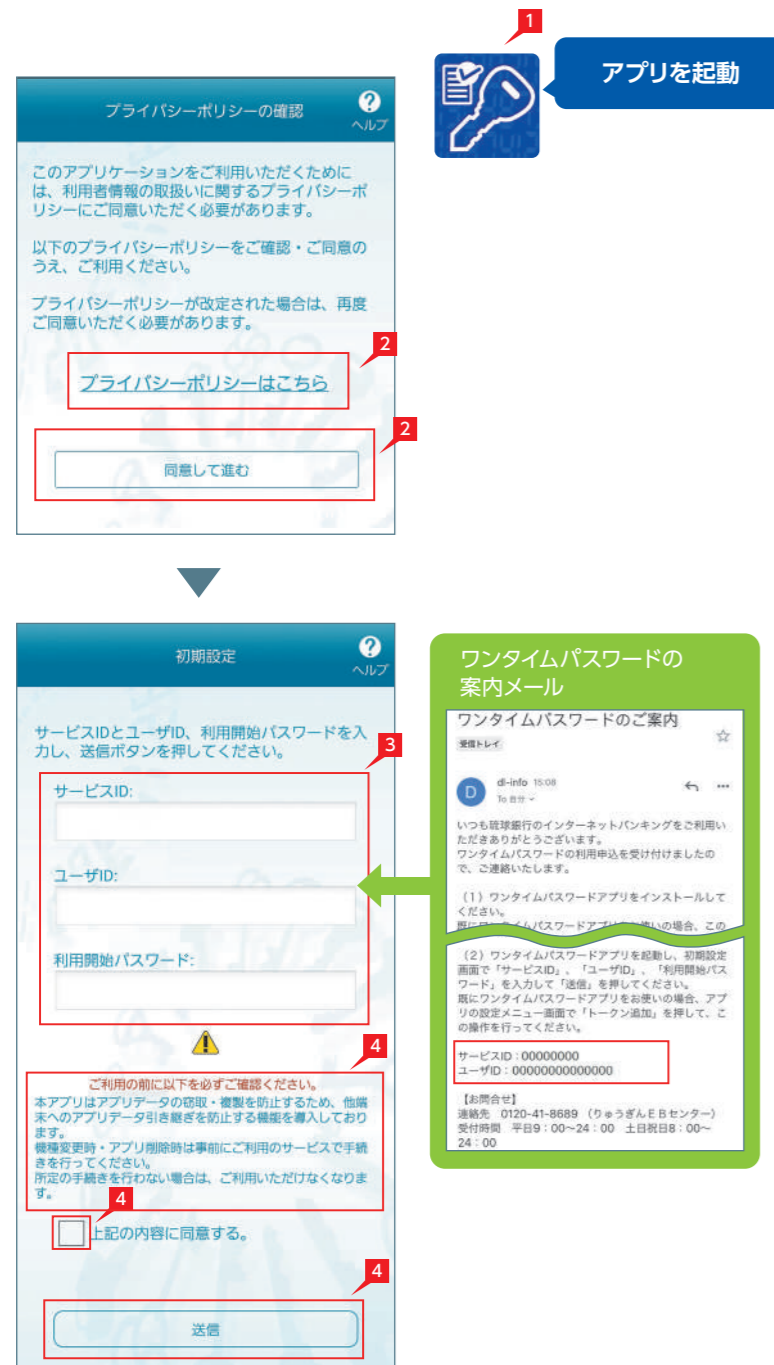 1
アプリを起動
プライバシーポリシーの確認
?
ヘルプ
このアプリケーションをご利用いただくために
は、利用者情報の取扱いに関するプライバシーポ
リシーにご同意いただく必要があります。
以下のプライバシーポリシーをご確認・ご同意の
うえ、ご利用ください。
プライバシーポリシーが改定された場合は、再度
ご同意いただく必要があります。
2
プライバシーポリシーはこちら
2
同意して進む
初期設定
?
ヘルプ
サービスIDとユーザID、利用開始パスワードを入
力し、送信ボタンを押してください。
3
サービスID:
ユーザID:
利用開始パスワード:
4
ご利用の前に以下を必ずご確認ください。
本アプリはアプリデータの窃取・複製を防止するため、他端
末へのアプリデータ引き継ぎを防止する機能を導入しており
ます。
機種変更時・アプリ削除時は事前にご利用のサービスで手続
きを行ってください。
所定の手続きを行わない場合は、ご利用いただけなくなりま
す。
4
上記の内容に同意する。
4
送信
ワンタイムパスワードの
案内メール
ワンタイムパスワードのご案内
受信トレイ
D
dl-info 15:08
To 自分
いつも琉球銀行のインターネットバンキングをご利用い
ただきありがとうございます。
ワンタイムパスワードの利用申込を受け付けましたの
で、ご連絡いたします。
（1）ワンタイムパスワードアプリをインストールして
ください。
既にワンタイムパスワードアプリをお使いの場合、この
（2）ワンタイムパスワードアプリを起動し、初期設定
画面で「サービスID」、「ユーザID」、「利用開始パス
ワード」を入力して「送信」を押してください。
既にワンタイムパスワードアプリをお使いの場合、アプ
リの設定メニュー画面で「トークン追加」を押して、こ
の操作を行ってください。
サービスID：00000000
ユーザID：00000000000000
【お問合せ】
連絡先　0120-41-8689（りゅうぎんＥＢセンター）
受付時間　平日9：00～24：00　土日祝日8：00～
24：00